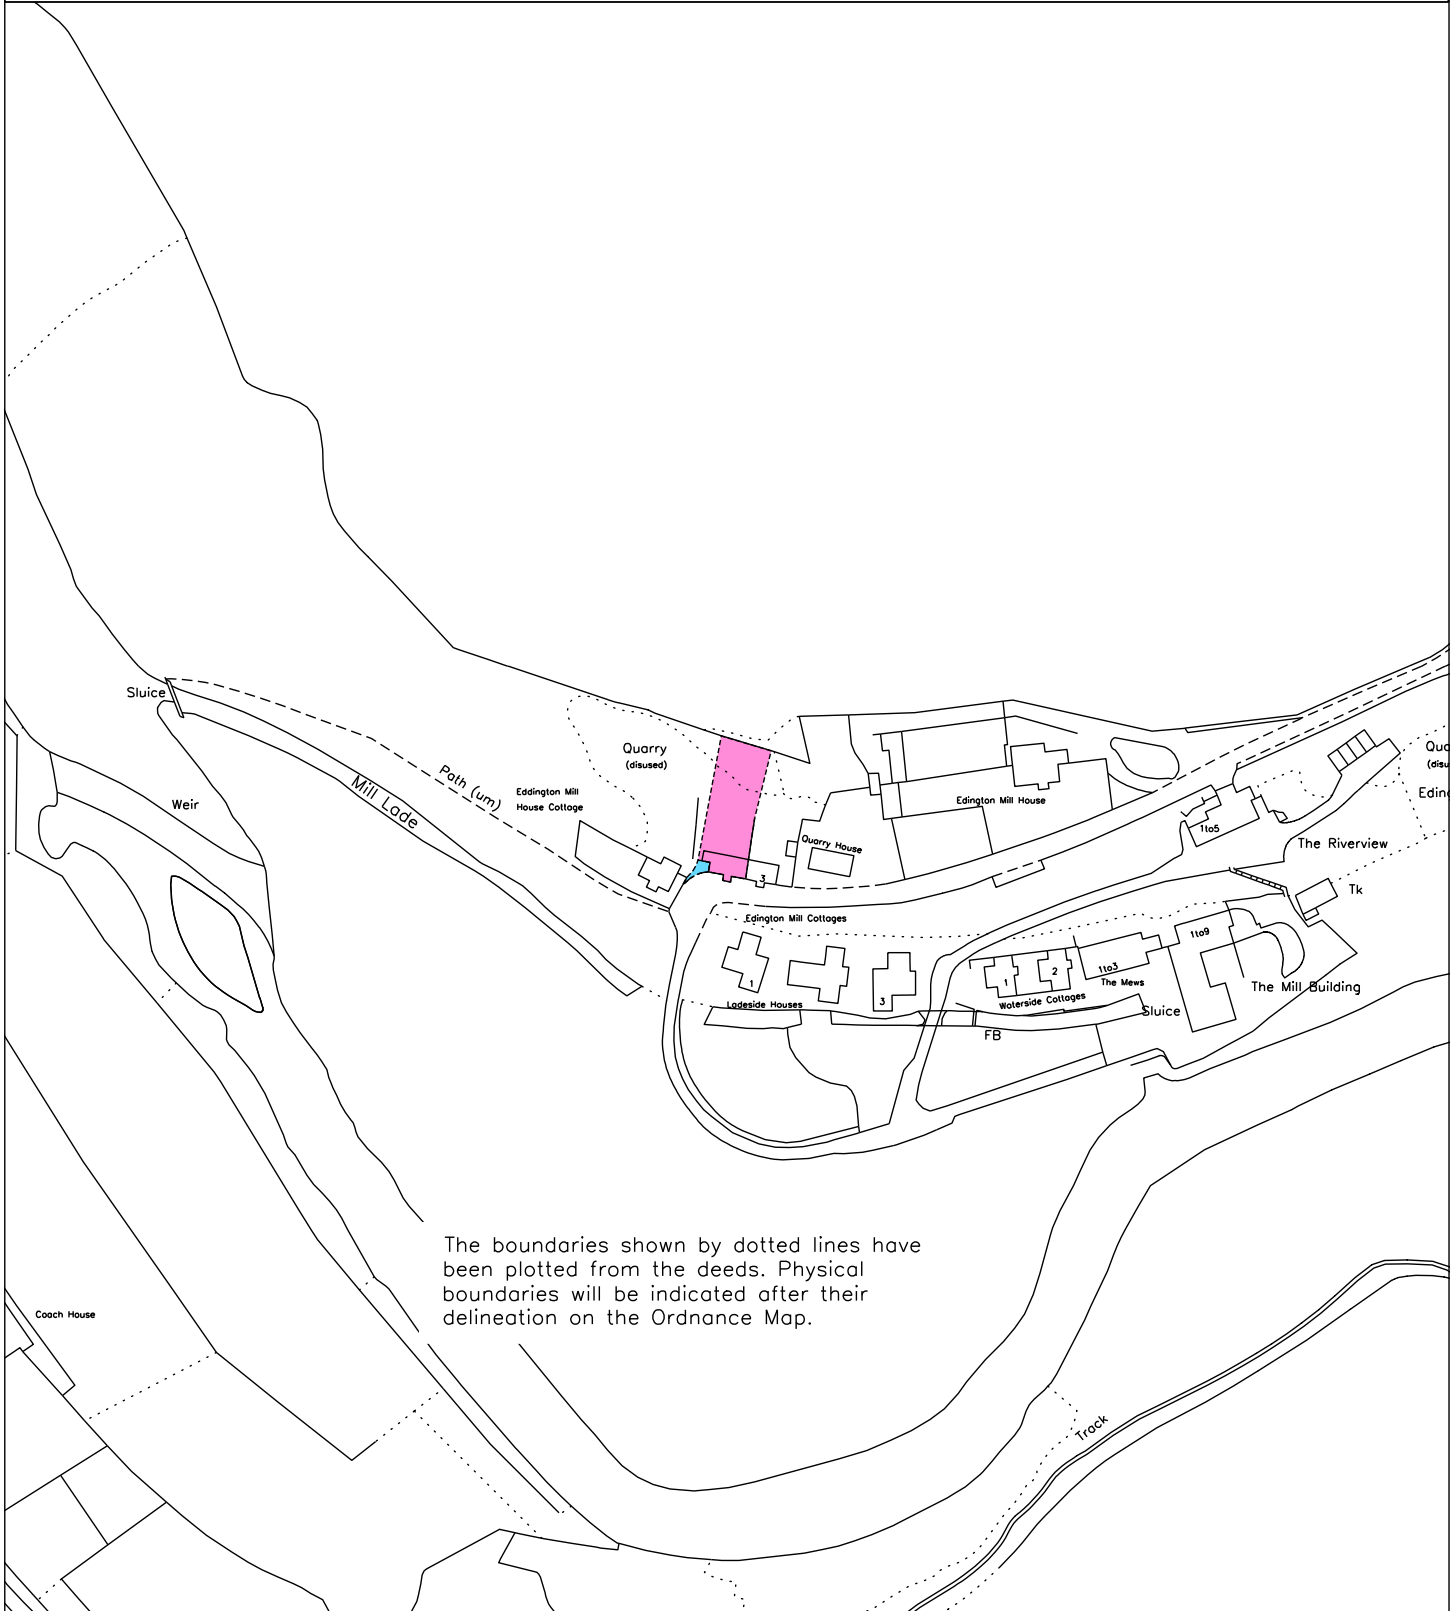 Sluice
Quarry
(disused)
Path (um)
Mill Lade
Eddington Mill
House Cottage
Weir
Quarry House
3
Edington Mill House
1to5
Quo
(disu
Edin
The Riverview
Tk
Edington Mill Cottages
1to9
1
3
Ladeside Houses
1
2
Waterside Cottages
1to3
The Mews
Sluice
The Mill Building
FB
The boundaries shown by dotted lines have
been plotted from the deeds. Physical
boundaries will be indicated after their
delineation on the Ordnance Map.
Coach House
Track